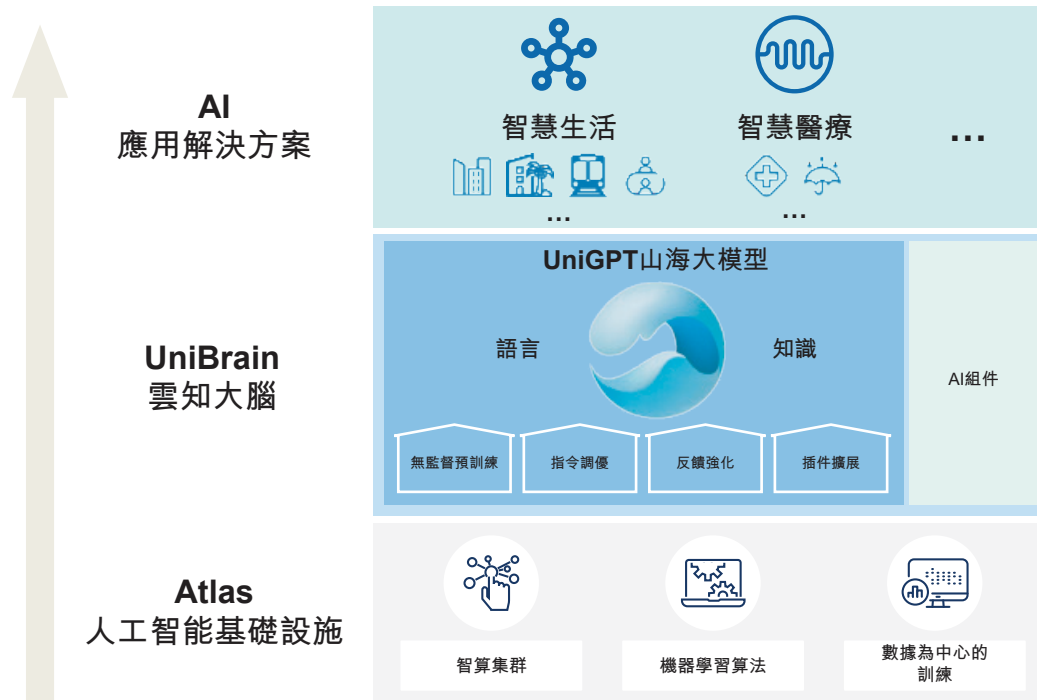 AI
應用解決方案
智慧生活
智慧醫療
...
...
...
UniBrain
雲知大腦
UniGPT山海大模型
語言
知識
無監督預訓練
指令調優
反饋強化
插件擴展
AI組件
Atlas
人工智能基礎設施
智算集群
機器學習算法
數據為中心的
訓練